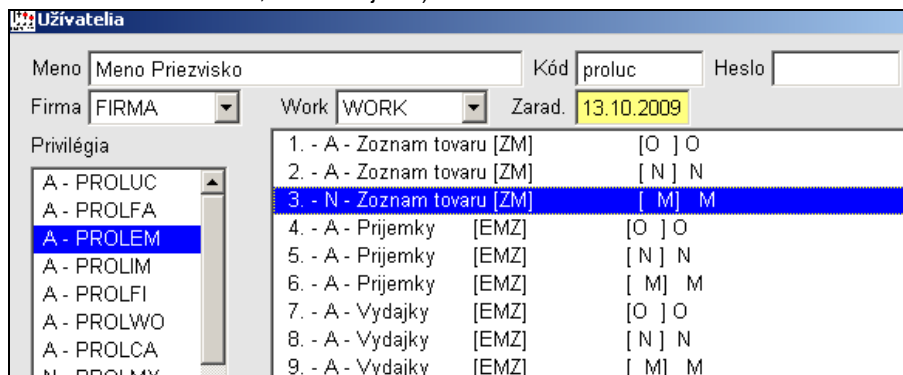 Užívatelia
Meno Meno Priezvisko Kód proluc Heslo
Firma FIRMA Work WORK Zarad. 13.10.2009
Privilégia
A - PROLUC
A - PROLFA
A - PROLEM
A - PROLIM
A - PROLFI
A - PROLWO
A - PROLCA
N - PROLMY
1. - A - Zoznam tovaru [ZM] [O ] O
2. - A - Zoznam tovaru [ZM] [ N ] N
3. - N - Zoznam tovaru [ZM] [ M] M
4. - A - Prijemky [EMZ] [O ] O
5. - A - Prijemky [EMZ] [ N ] N
6. - A - Prijemky [EMZ] [ M] M
7. - A - Vydajky [EMZ] [O ] O
8. - A - Vydajky [EMZ] [ N ] N
9. - A - Vydajky [EMZ] [ M] M